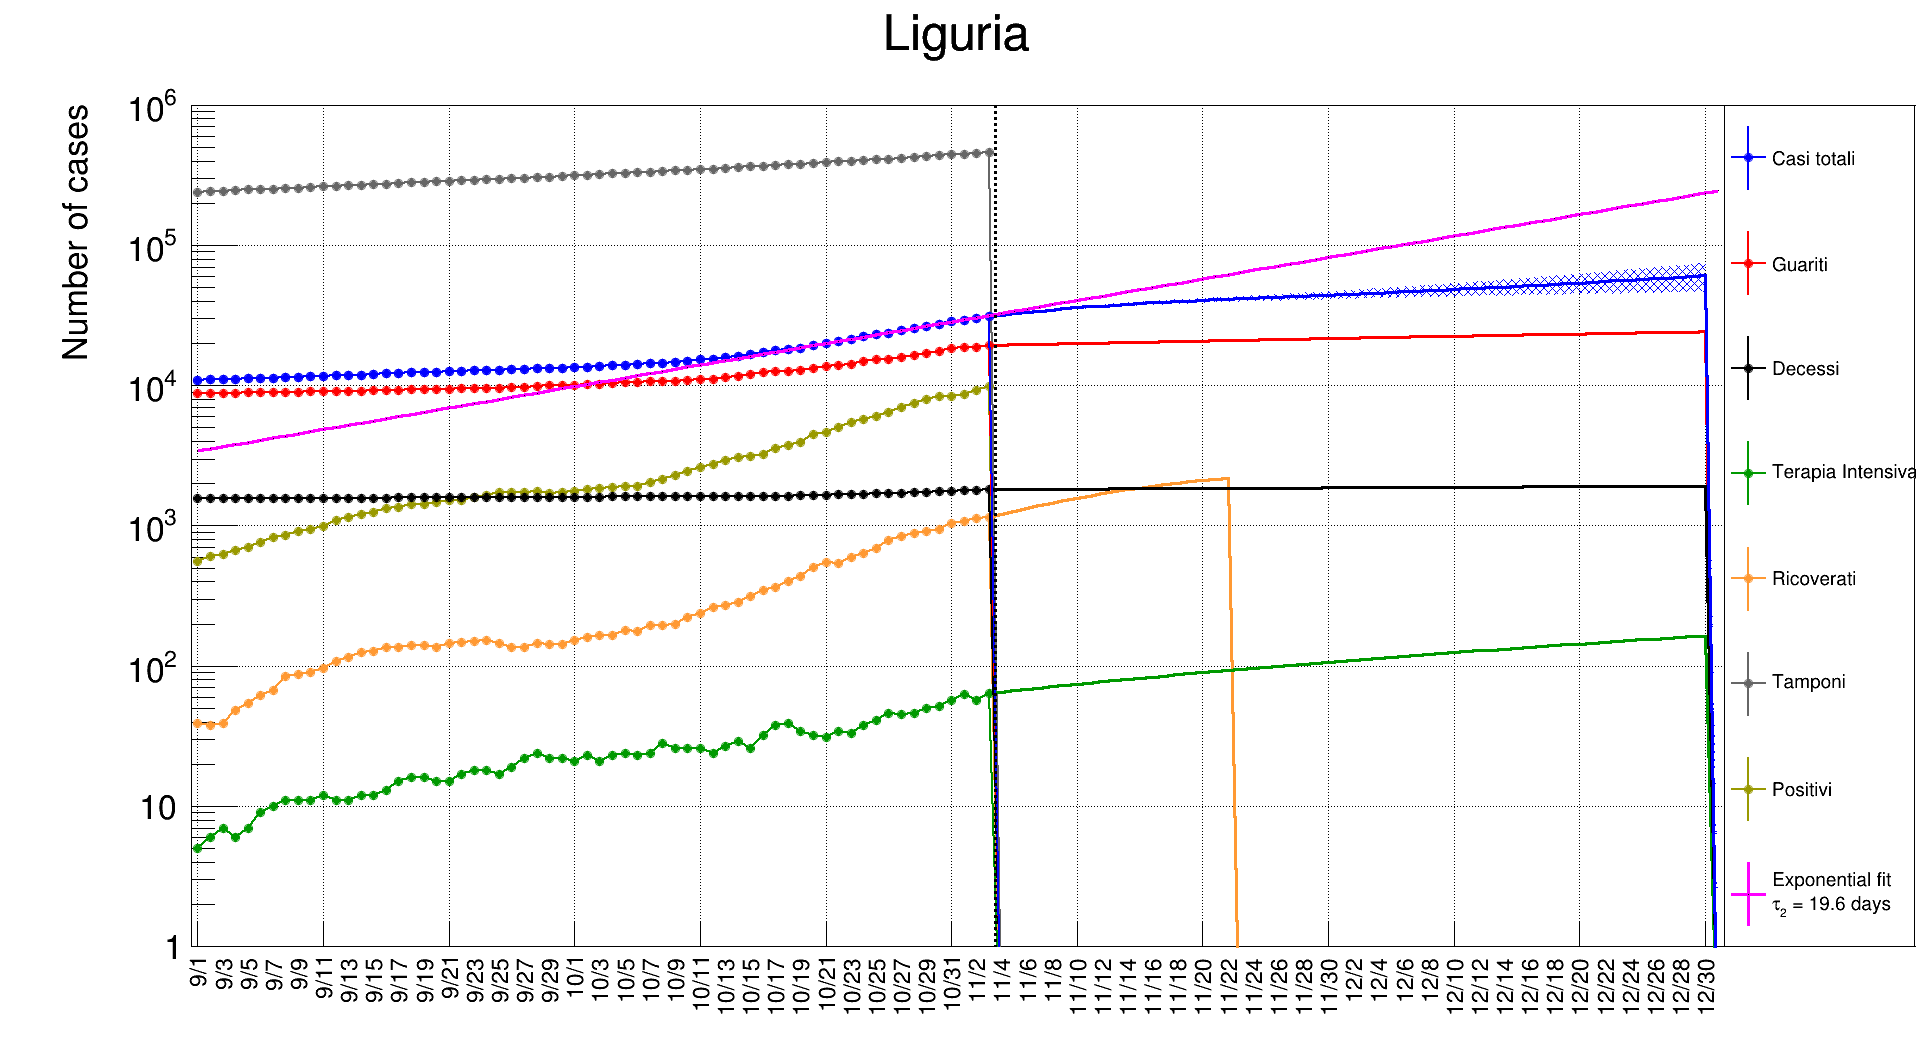 Liguria
Number of cases
10^6
10^5
10^4
10^3
10^2
10
1
9/1 9/3 9/5 9/7 9/9 9/11 9/13 9/15 9/17 9/19 9/21 9/23 9/25 9/27 9/29 10/1 10/3 10/5 10/7 10/9 10/11 10/13 10/15 10/17 10/19 10/21 10/23 10/25 10/27 10/29 10/31 11/2 11/4 11/6 11/8 11/10 11/12 11/14 11/16 11/18 11/20 11/22 11/24 11/26 11/28 11/30 12/2 12/4 12/6 12/8 12/10 12/12 12/14 12/16 12/18 12/20 12/22 12/24 12/26 12/28 12/30
Casi totali
Guariti
Decessi
Terapia Intensiva
Ricoverati
Tamponi
Positivi
Exponential fit
τ₂ = 19.6 days